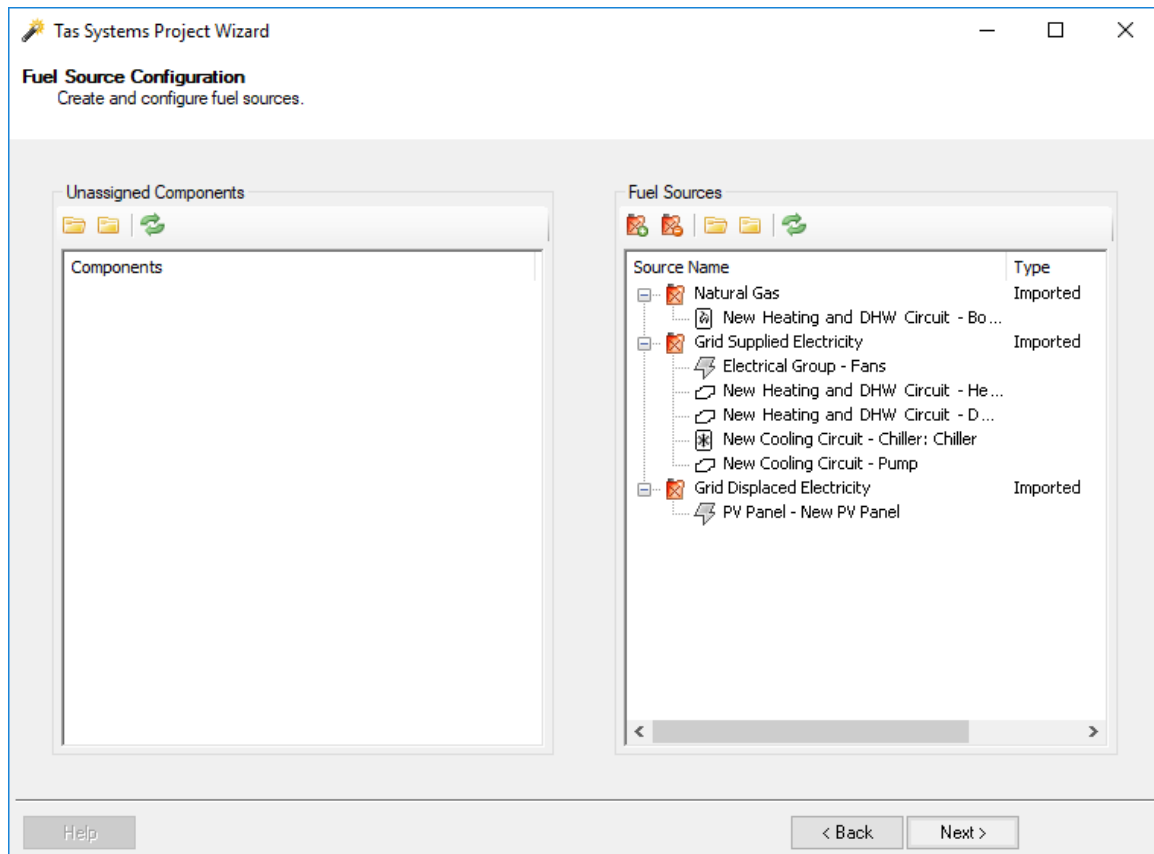 Tas Systems Project Wizard
Fuel Source Configuration
Create and configure fuel sources.
Unassigned Components
Components
Fuel Sources
Source Name Type
Natural Gas Imported
New Heating and DHW Circuit - Bo...
Grid Supplied Electricity Imported
Electrical Group - Fans
New Heating and DHW Circuit - He...
New Heating and DHW Circuit - D...
New Cooling Circuit - Chiller: Chiller
New Cooling Circuit - Pump
Grid Displaced Electricity Imported
PV Panel - New PV Panel
Help
< Back
Next >